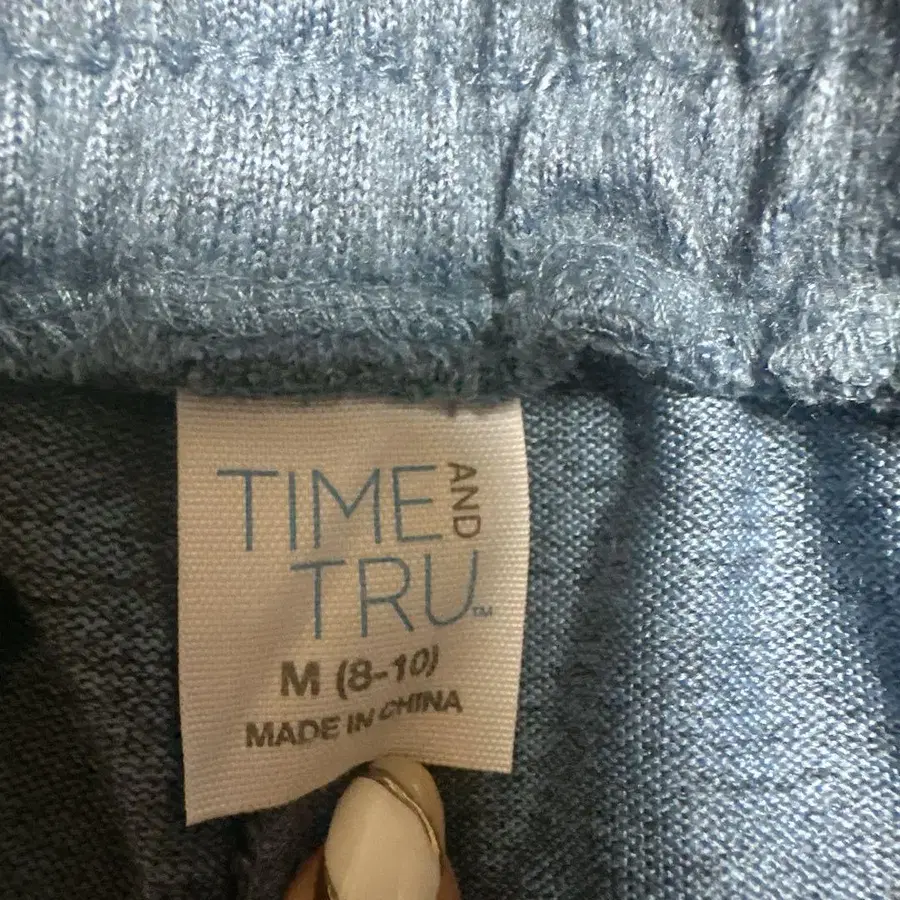 TIME AND
TRU™
M (8-10)
MADE IN CHINA